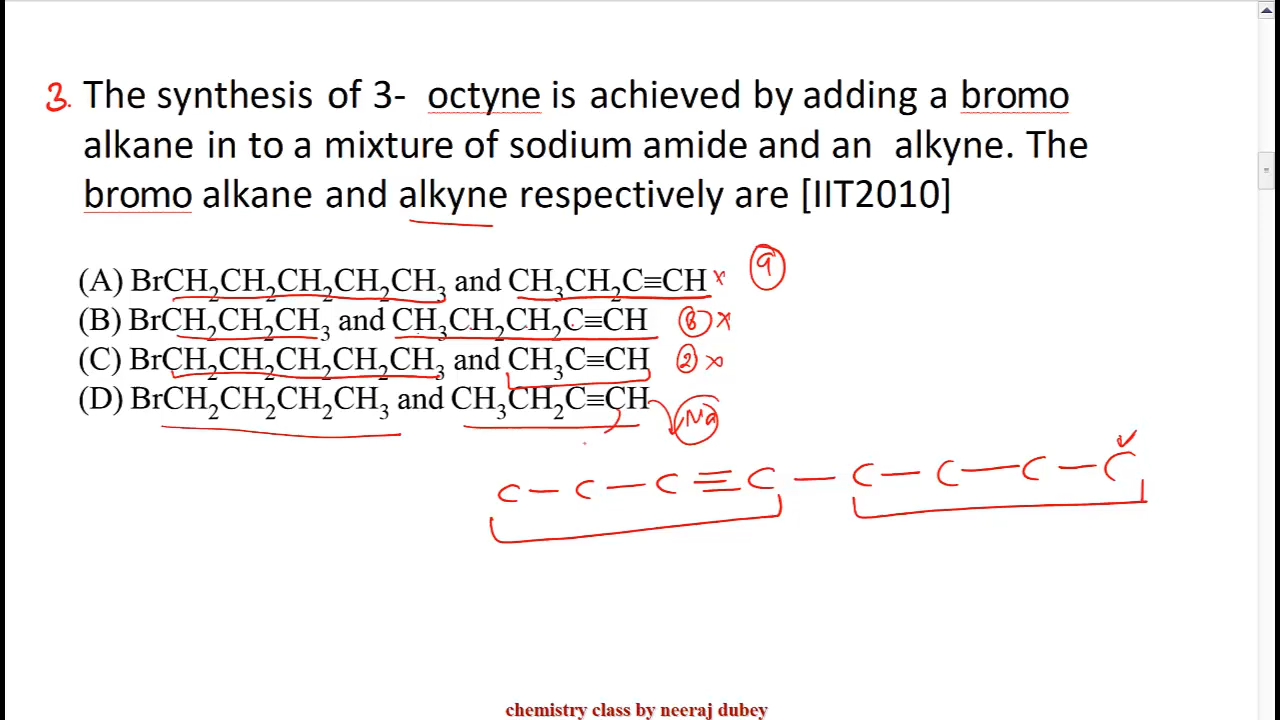 3. The synthesis of 3- octyne is achieved by adding a bromo
alkane in to a mixture of sodium amide and an alkyne. The
bromo alkane and alkyne respectively are [IIT2010]
(A) BrCH₂CH₂CH₂CH₂CH₃ and CH₃CH₂C≡CH × 9
(B) BrCH₂CH₂CH₃ and CH₃CH₂CH₂C≡CH 8 ×
(C) BrCH₂CH₂CH₂CH₂CH₃ and CH₃C≡CH 2 ×
(D) BrCH₂CH₂CH₂CH₃ and CH₃CH₂C≡CH Na
C – C – C ≡ C – C – C – C – C ✓
chemistry class by neeraj dubey